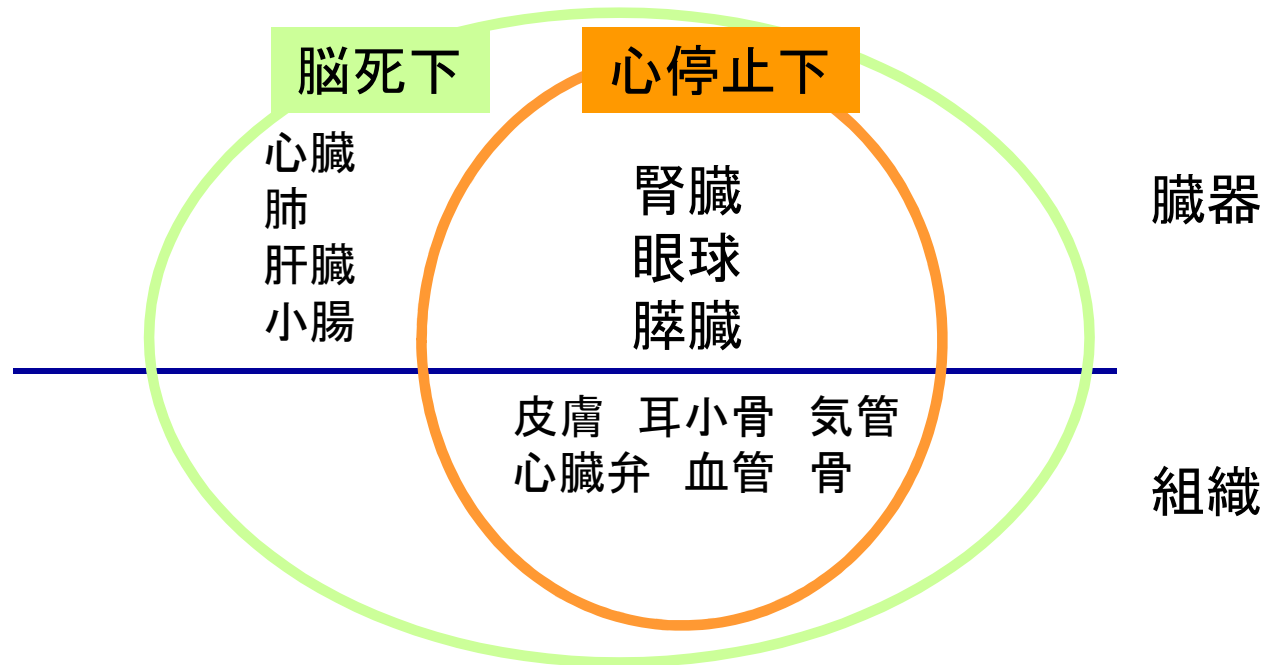 脳死下
心停止下
心臓
肺
肝臓
小腸
腎臓
眼球
膵臓
臓器
皮膚 耳小骨 気管
心臓弁 血管 骨
組織